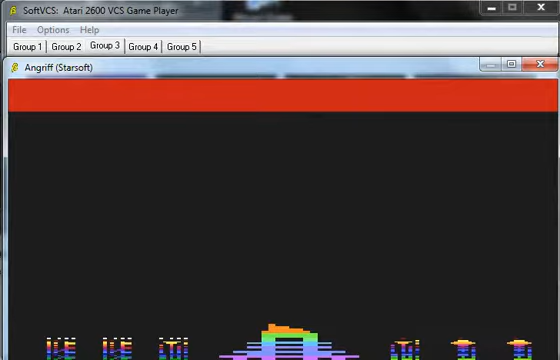 SoftVCS: Atari 2600 VCS Game Player
File Options Help
Group 1 Group 2 Group 3 Group 4 Group 5
Angriff (Starsoft)